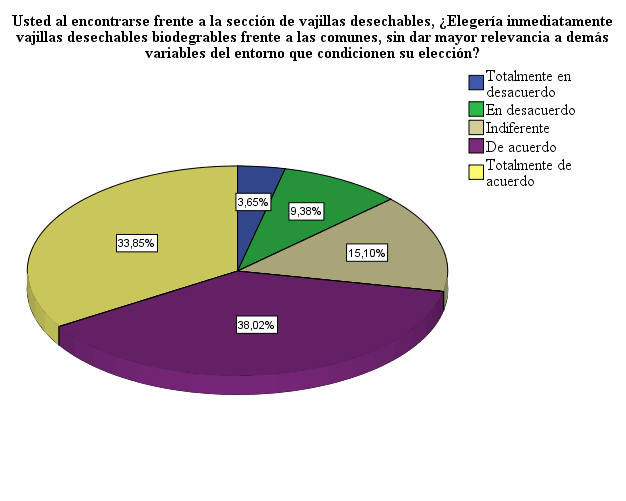 Usted al encontrarse frente a la sección de vajillas desechables, ¿Elegería inmediatamente
vajillas desechables biodegrables frente a las comunes, sin dar mayor relevancia a demás
variables del entorno que condicionen su elección?
Totalmente en
desacuerdo
En desacuerdo
Indiferente
De acuerdo
Totalmente de
acuerdo
3,65%
9,38%
33,85%
15,10%
38,02%